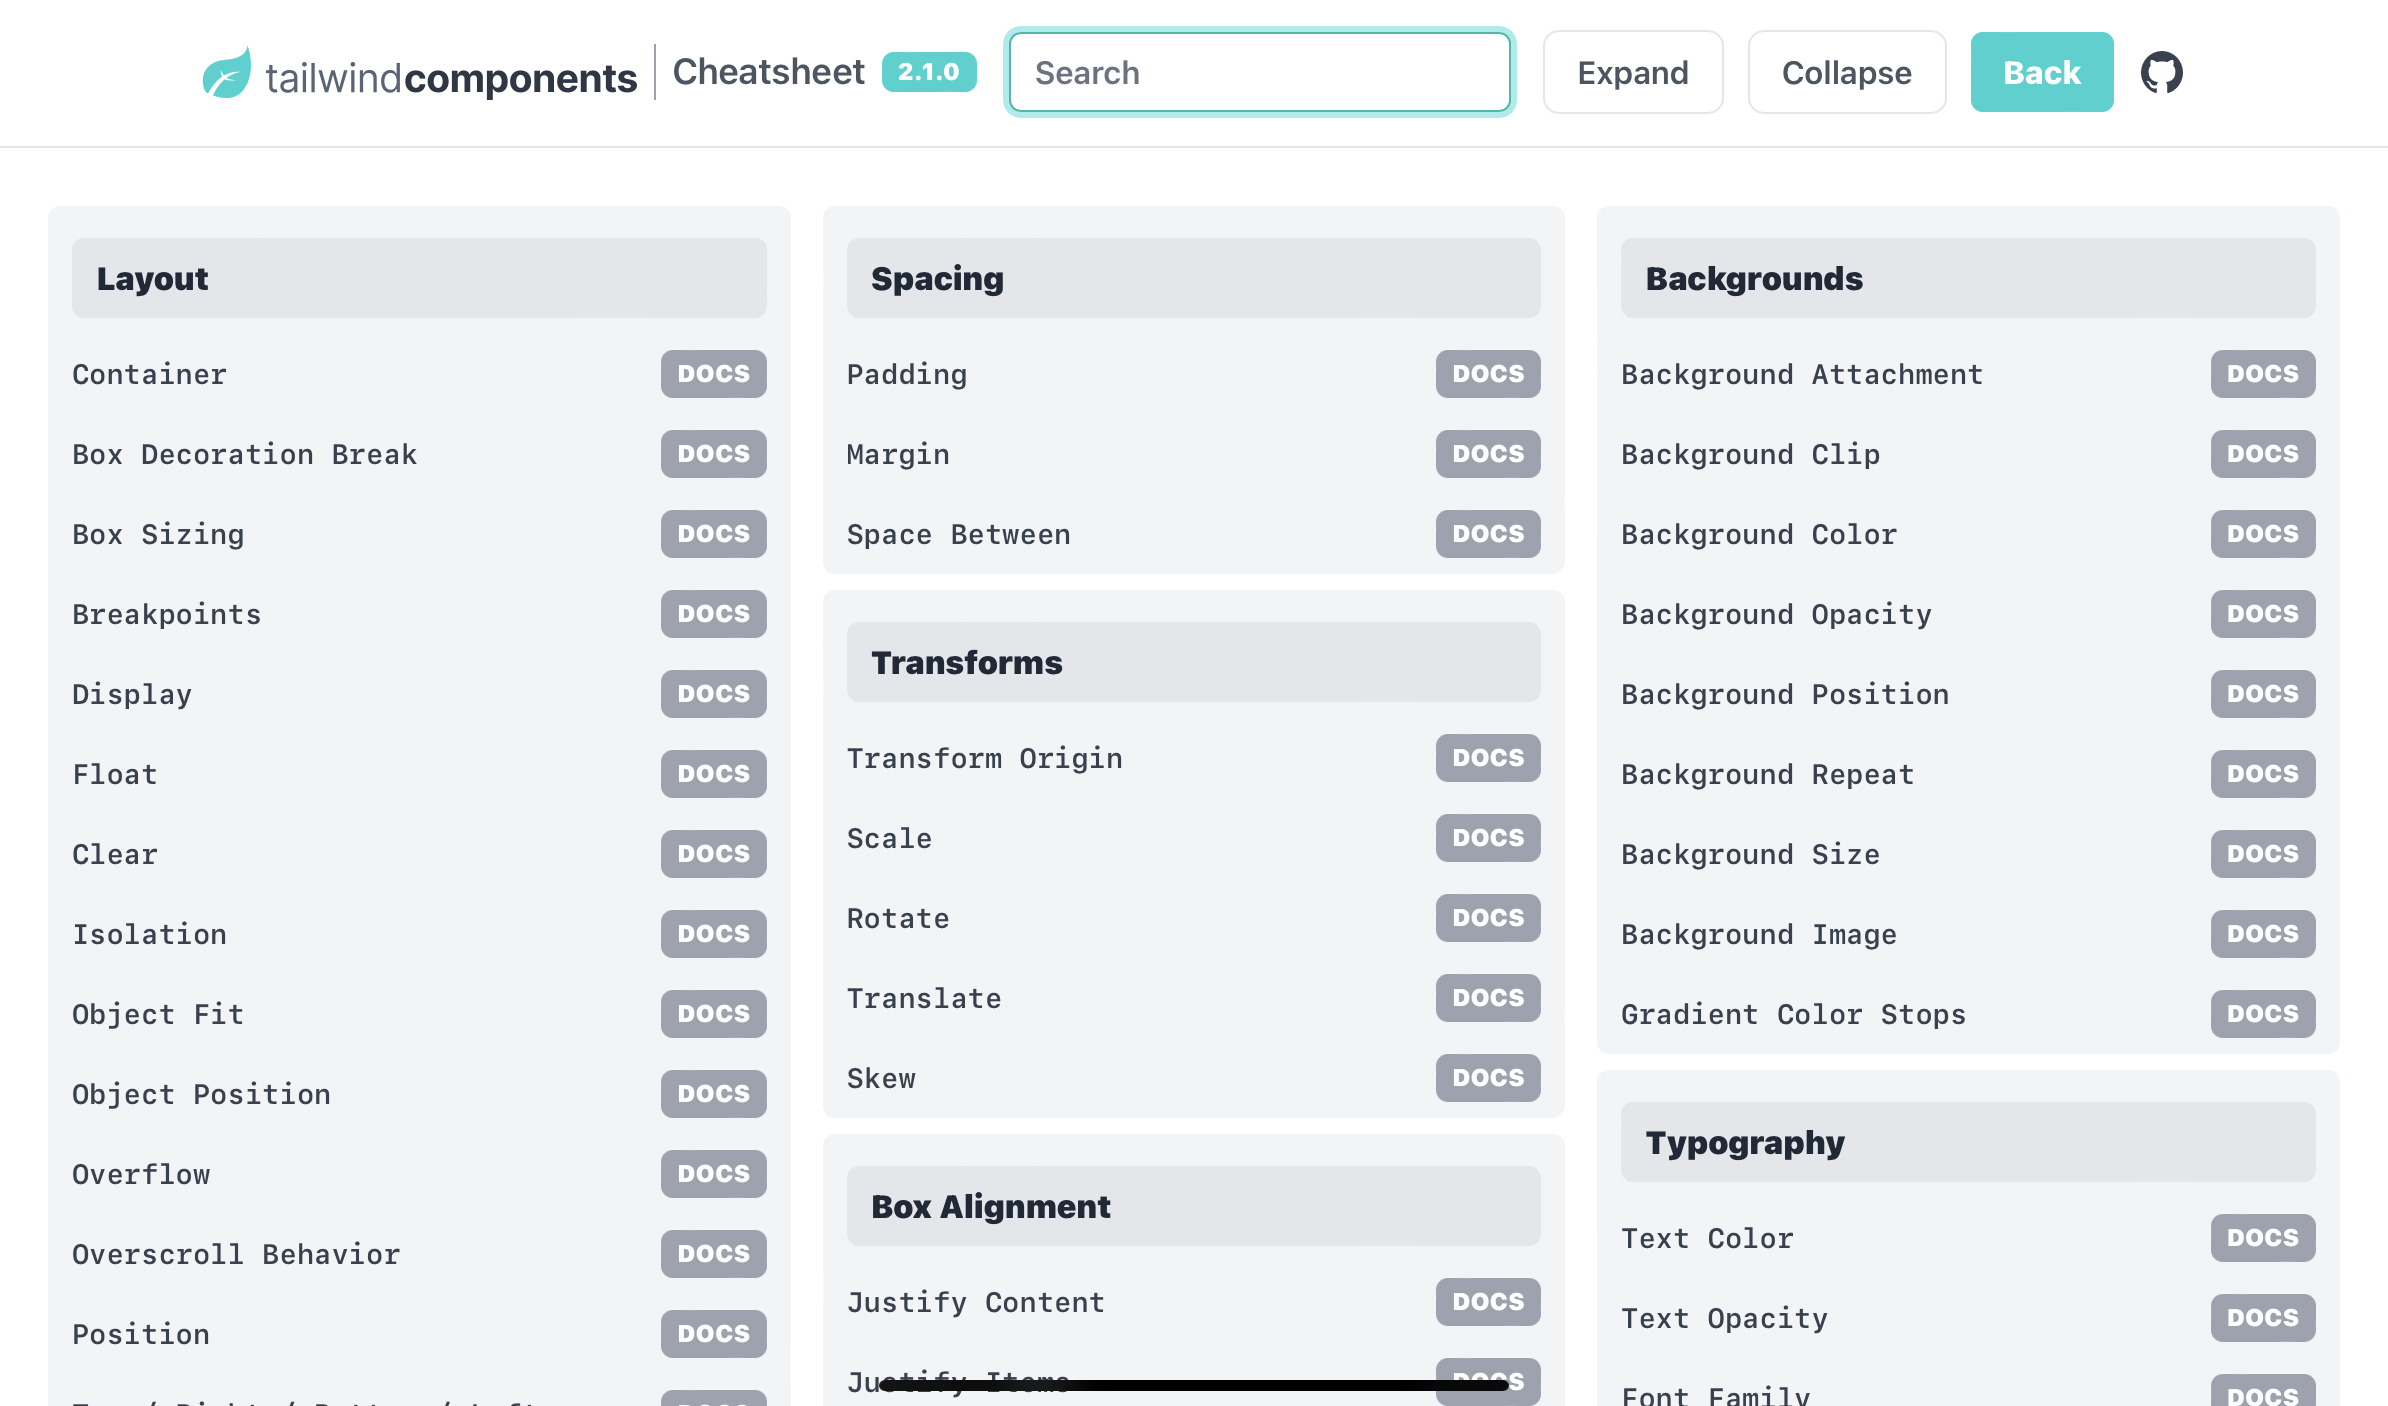 tailwindcomponents Cheatsheet 2.1.0 Search Expand Collapse Back
Layout
Container DOCS
Box Decoration Break DOCS
Box Sizing DOCS
Breakpoints DOCS
Display DOCS
Float DOCS
Clear DOCS
Isolation DOCS
Object Fit DOCS
Object Position DOCS
Overflow DOCS
Overscroll Behavior DOCS
Position DOCS
Spacing
Padding DOCS
Margin DOCS
Space Between DOCS
Transforms
Transform Origin DOCS
Scale DOCS
Rotate DOCS
Translate DOCS
Skew DOCS
Box Alignment
Justify Content DOCS
Justify Items DOCS
Backgrounds
Background Attachment DOCS
Background Clip DOCS
Background Color DOCS
Background Opacity DOCS
Background Position DOCS
Background Repeat DOCS
Background Size DOCS
Background Image DOCS
Gradient Color Stops DOCS
Typography
Text Color DOCS
Text Opacity DOCS
Font Family DOCS